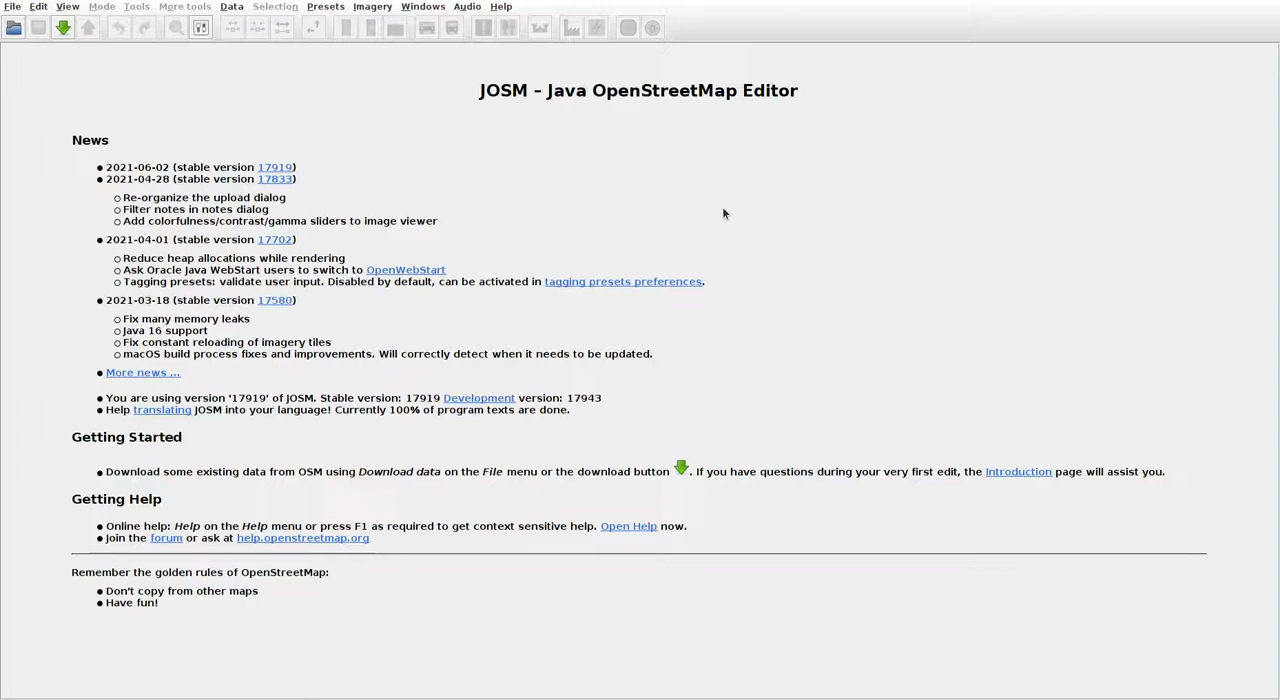 File Edit View Mode Tools More tools Data Selection Presets Imagery Windows Audio Help
JOSM – Java OpenStreetMap Editor
News
2021-06-02 (stable version 17919)
2021-04-28 (stable version 17833)
Re-organize the upload dialog
Filter notes in notes dialog
Add colorfulness/contrast/gamma sliders to image viewer
2021-04-01 (stable version 17702)
Reduce heap allocations while rendering
Ask Oracle Java WebStart users to switch to OpenWebStart
Tagging presets: validate user input. Disabled by default, can be activated in tagging presets preferences.
2021-03-18 (stable version 17580)
Fix many memory leaks
Java 16 support
Fix constant reloading of imagery tiles
macOS build process fixes and improvements. Will correctly detect when it needs to be updated.
More news ...
You are using version '17919' of JOSM. Stable version: 17919 Development version: 17943
Help translating JOSM into your language! Currently 100% of program texts are done.
Getting Started
Download some existing data from OSM using Download data on the File menu or the download button . If you have questions during your very first edit, the Introduction page will assist you.
Getting Help
Online help: Help on the Help menu or press F1 as required to get context sensitive help. Open Help now.
Join the forum or ask at help.openstreetmap.org
Remember the golden rules of OpenStreetMap:
Don't copy from other maps
Have fun!